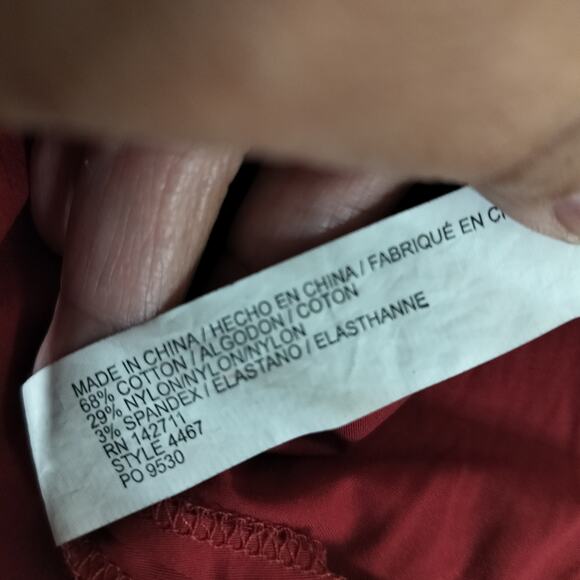 MADE IN CHINA / HECHO EN CHINA / FABRIQUÉ EN
68% COTTON / ALGODON / COTON
29% NYLON/NYLON/NYLON
3% SPANDEX / ELASTANO / ELASTHANNE
RN 142711
STYLE 4467
PO 9530